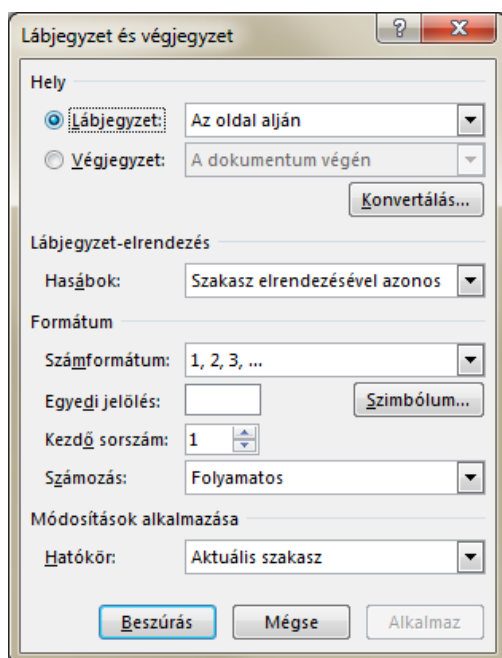 Lábjegyzet és végjegyzet
Hely
Lábjegyzet: Az oldal alján
Végjegyzet: A dokumentum végén
Konvertálás...
Lábjegyzet-elrendezés
Hasábok: Szakasz elrendezésével azonos
Formátum
Számformátum: 1, 2, 3, ...
Egyedi jelölés: Szimbólum...
Kezdő sorszám: 1
Számozás: Folyamatos
Módosítások alkalmazása
Hatókör: Aktuális szakasz
Beszúrás Mégse Alkalmaz